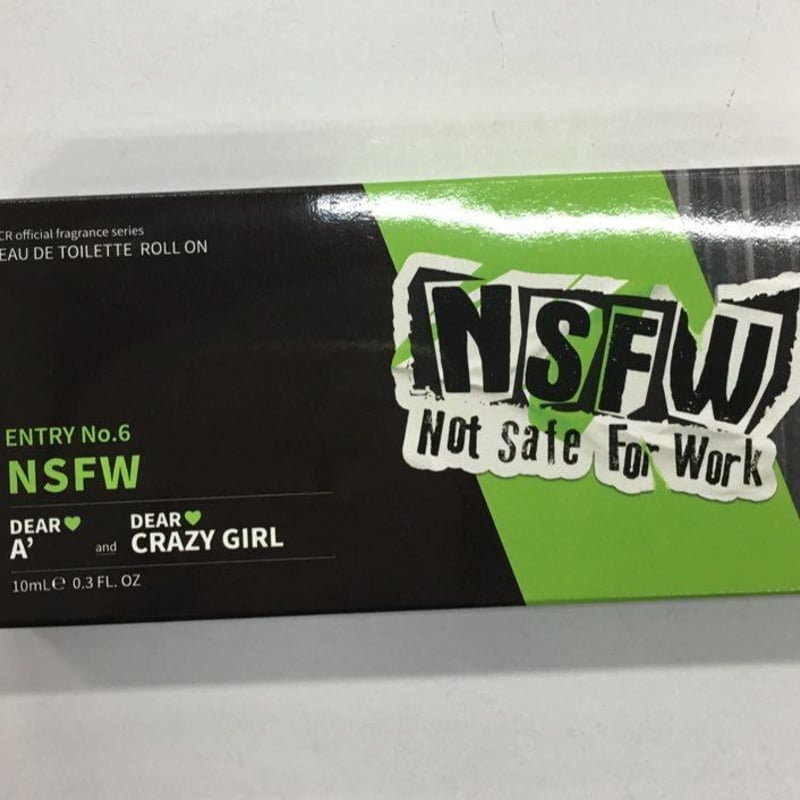 CR official fragrance series
EAU DE TOILETTE ROLL ON
NSFW
Not Safe For Work
ENTRY No.6
NSFW
DEAR💚 DEAR💚
A’ and CRAZY GIRL
10mL℮ 0.3 FL. OZ